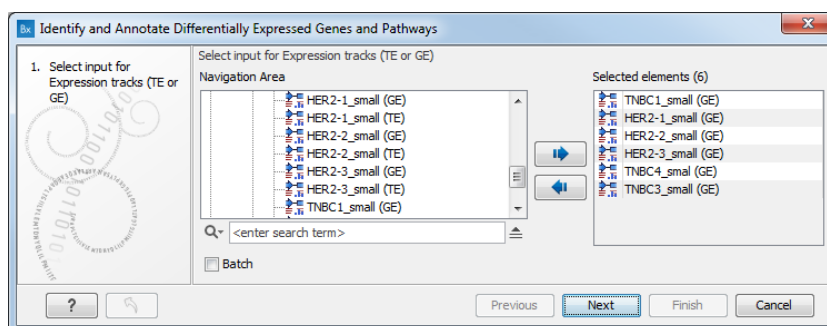 Bx Identify and Annotate Differentially Expressed Genes and Pathways
1. Select input for
Expression tracks (TE or
GE)
Select input for Expression tracks (TE or GE)
Navigation Area
HER2-1_small (GE)
HER2-1_small (TE)
HER2-2_small (GE)
HER2-2_small (TE)
HER2-3_small (GE)
HER2-3_small (TE)
TNBC1_small (GE)
<enter search term>
Batch
Selected elements (6)
TNBC1_small (GE)
HER2-1_small (GE)
HER2-2_small (GE)
HER2-3_small (GE)
TNBC4_smal (GE)
TNBC3_small (GE)
?
Previous
Next
Finish
Cancel